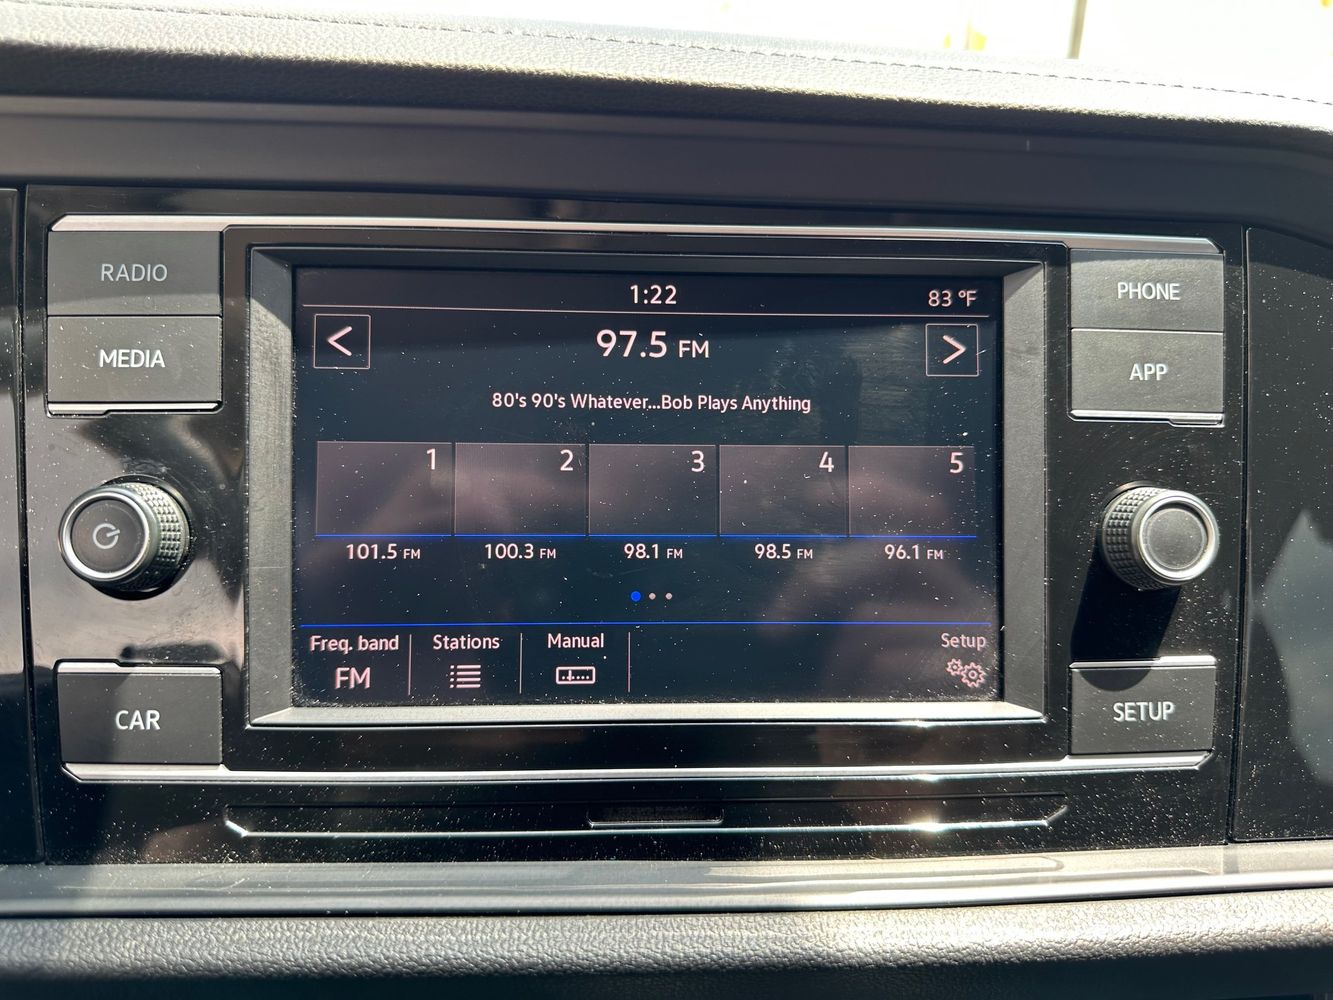 RADIO
MEDIA
CAR
1:22
83 °F
< 97.5 FM >
80's 90's Whatever...Bob Plays Anything
1 2 3 4 5
101.5 FM 100.3 FM 98.1 FM 98.5 FM 96.1 FM
Freq. band Stations Manual Setup
FM
PHONE
APP
SETUP